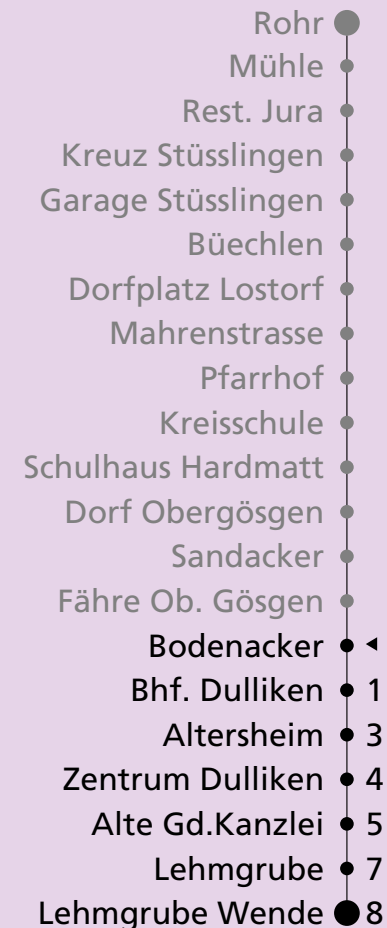 Rohr
Mühle
Rest. Jura
Kreuz Stüsslingen
Garage Stüsslingen
Büechlen
Dorfplatz Lostorf
Mahrenstrasse
Pfarrhof
Kreisschule
Schulhaus Hardmatt
Dorf Obergösgen
Sandacker
Fähre Ob. Gösgen
Bodenacker
Bhf. Dulliken 1
Altersheim 3
Zentrum Dulliken 4
Alte Gd.Kanzlei 5
Lehmgrube 7
Lehmgrube Wende 8